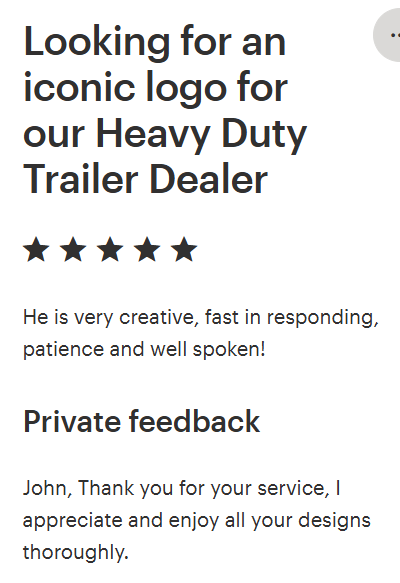 Looking for an
iconic logo for
our Heavy Duty
Trailer Dealer
He is very creative, fast in responding,
patience and well spoken!
Private feedback
John, Thank you for your service, I
appreciate and enjoy all your designs
thoroughly.